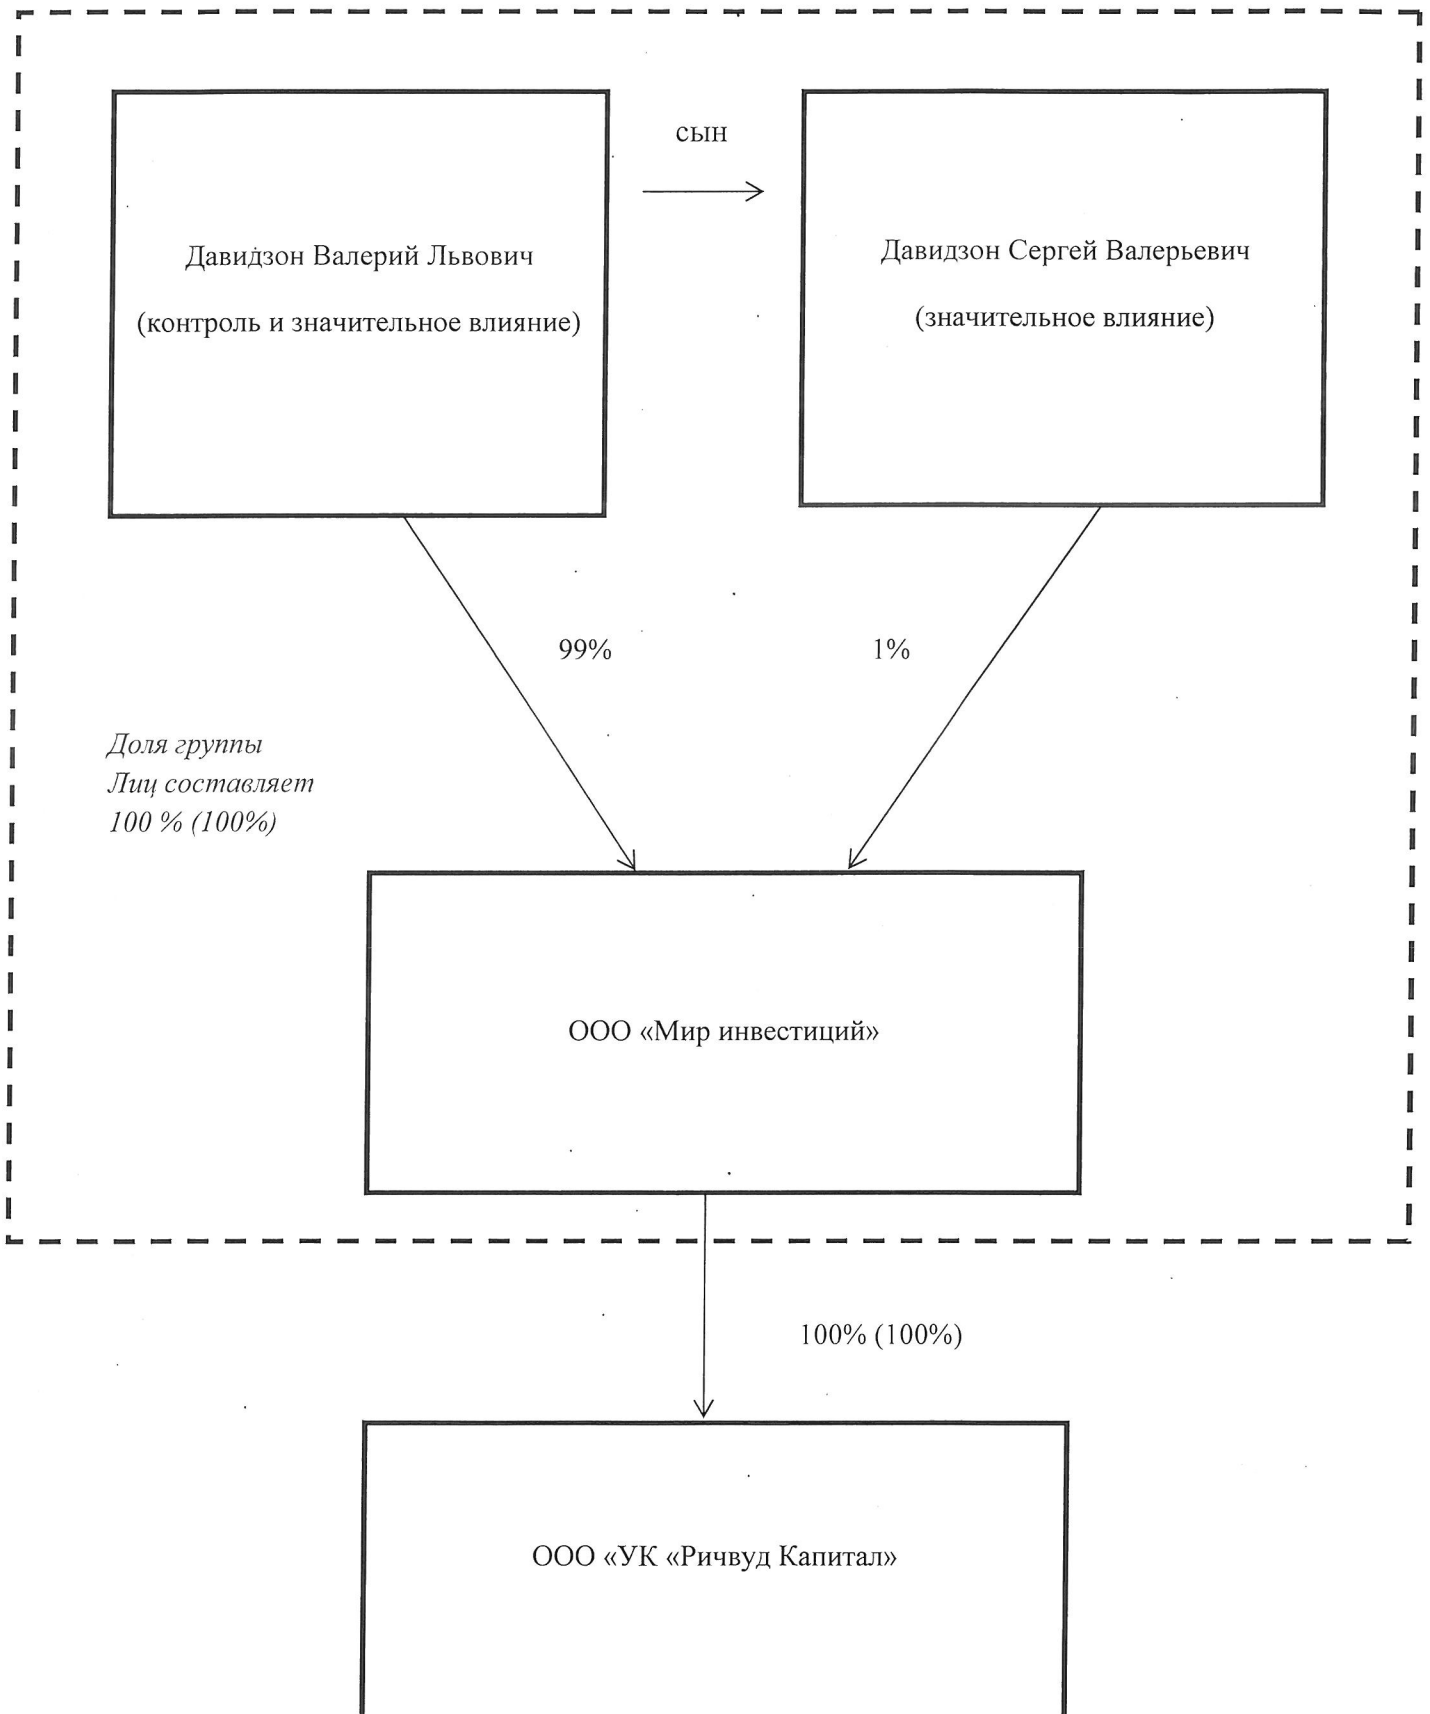 сын
Давидзон Валерий Львович
(контроль и значительное влияние)
Давидзон Сергей Валерьевич
(значительное влияние)
99%
1%
Доля группы
Лиц составляет
100 % (100%)
ООО «Мир инвестиций»
100% (100%)
ООО «УК «Ричвуд Капитал»